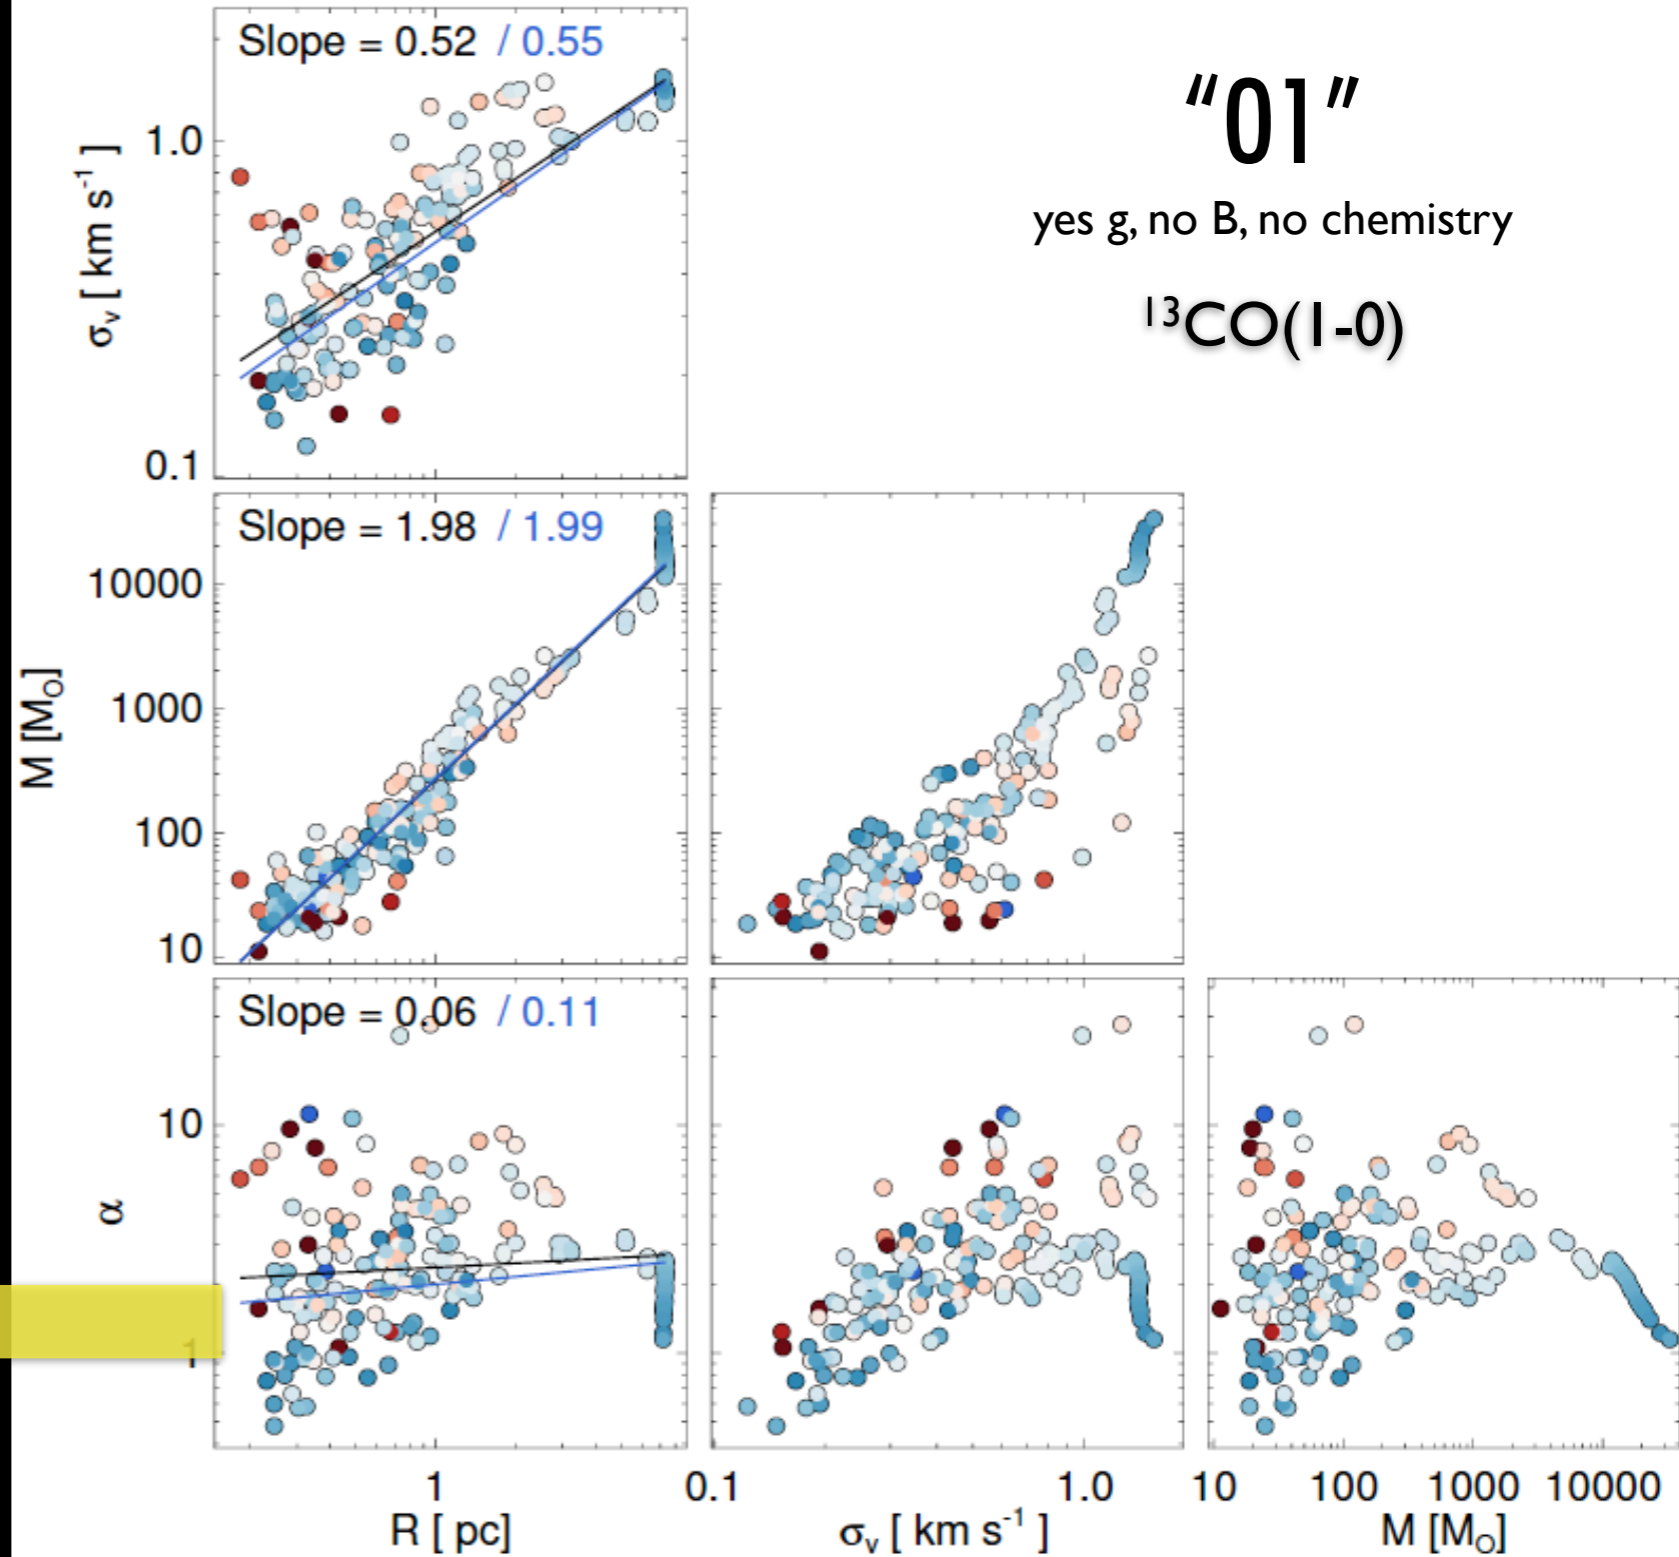 Slope = 0.52 / 0.55
“01”
yes g, no B, no chemistry
¹³CO(1-0)
1.0
0.1
σᵥ [ km s⁻¹ ]
Slope = 1.98 / 1.99
10000
1000
100
10
M [M_O]
Slope = 0.06 / 0.11
10
1
α
1
R [ pc]
0.1 1.0
σᵥ [ km s⁻¹ ]
10 100 1000 10000
M [M_O]